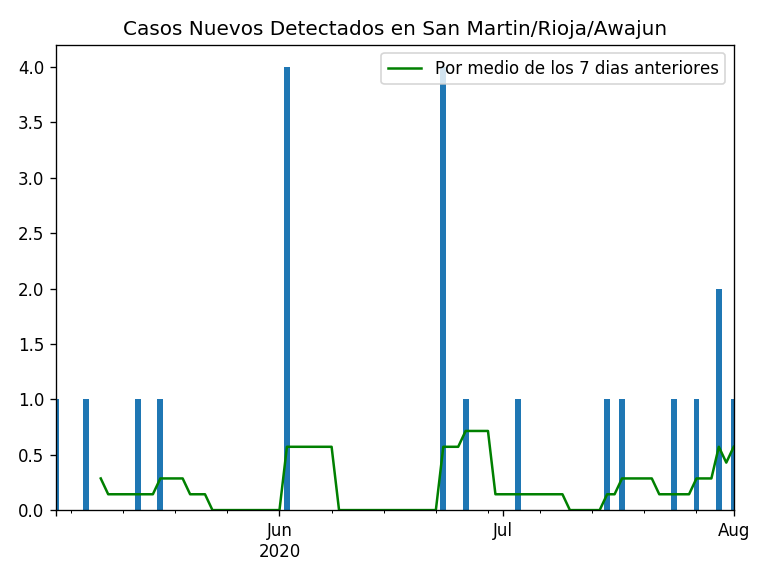 Casos Nuevos Detectados en San Martin/Rioja/Awajun
Por medio de los 7 dias anteriores
4.0
3.5
3.0
2.5
2.0
1.5
1.0
0.5
0.0
Jun
2020
Jul
Aug